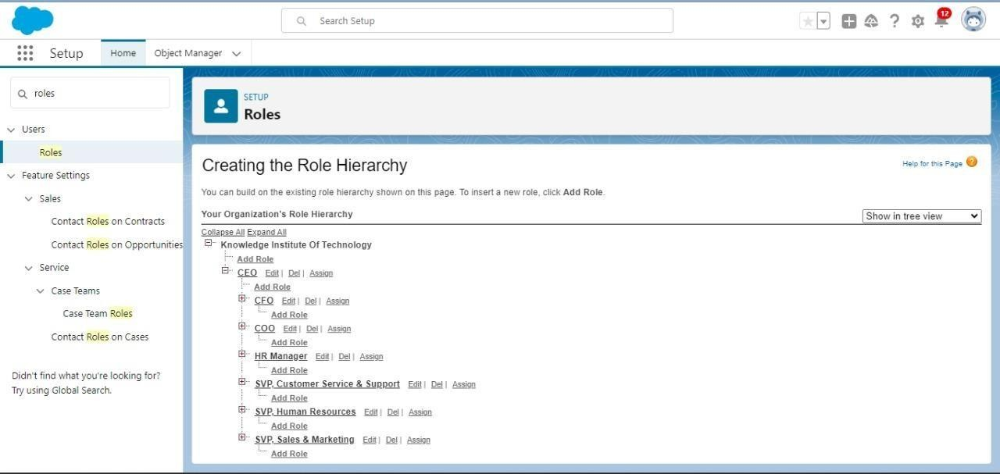 Search Setup
12
Setup
Home
Object Manager
roles
Users
Roles
Feature Settings
Sales
Contact Roles on Contracts
Contact Roles on Opportunities
Service
Case Teams
Case Team Roles
Contact Roles on Cases
Didn't find what you're looking for?
Try using Global Search.
SETUP
Roles
Creating the Role Hierarchy
Help for this Page ?
You can build on the existing role hierarchy shown on this page. To insert a new role, click Add Role.
Your Organization's Role Hierarchy
Show in tree view
Collapse All Expand All
Knowledge Institute Of Technology
Add Role
CEO Edit | Del | Assign
Add Role
CFO Edit | Del | Assign
Add Role
COO Edit | Del | Assign
Add Role
HR Manager Edit | Del | Assign
Add Role
SVP, Customer Service & Support Edit | Del | Assign
Add Role
SVP, Human Resources Edit | Del | Assign
Add Role
SVP, Sales & Marketing Edit | Del | Assign
Add Role